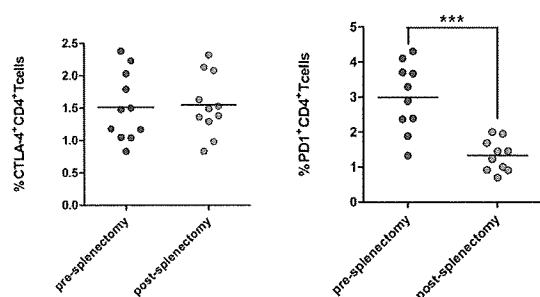 %CTLA-4⁺CD4⁺Tcells
2.5
2.0
1.5
1.0
0.5
0.0
pre-splenectomy
post-splenectomy
%PD1⁺CD4⁺Tcells
5
4
3
2
1
0
***
pre-splenectomy
post-splenectomy